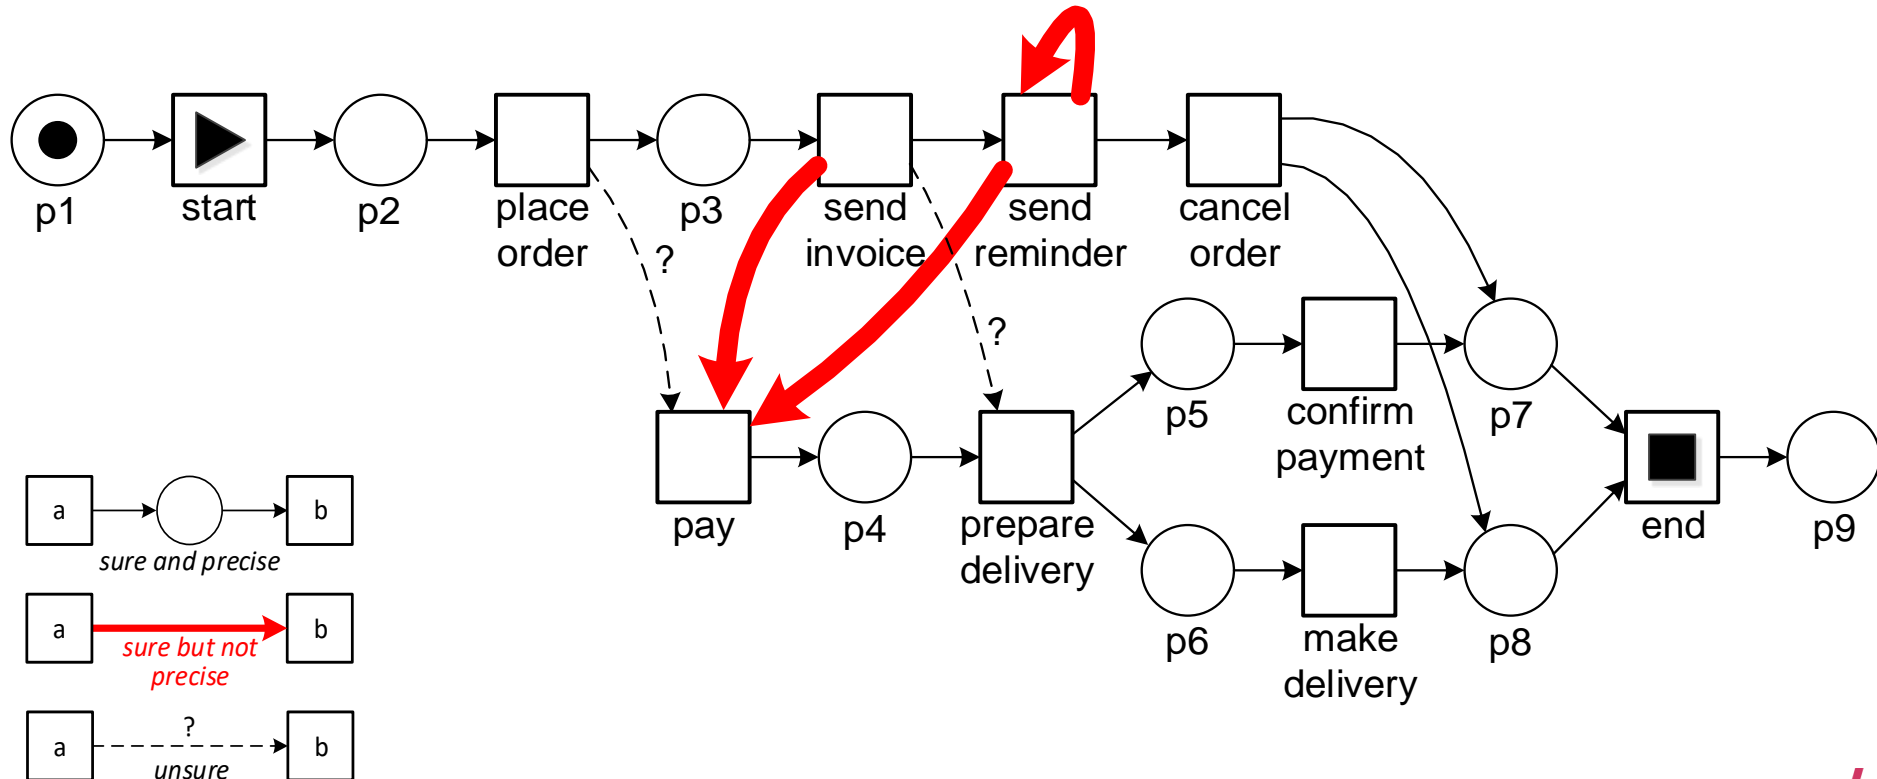 p1
start
p2
place
order
p3
send
invoice
send
reminder
cancel
order
?
?
pay
p4
prepare
delivery
p5
confirm
payment
p7
p6
make
delivery
p8
end
p9
a
b
sure and precise
a
b
sure but not
precise
a
?
b
unsure